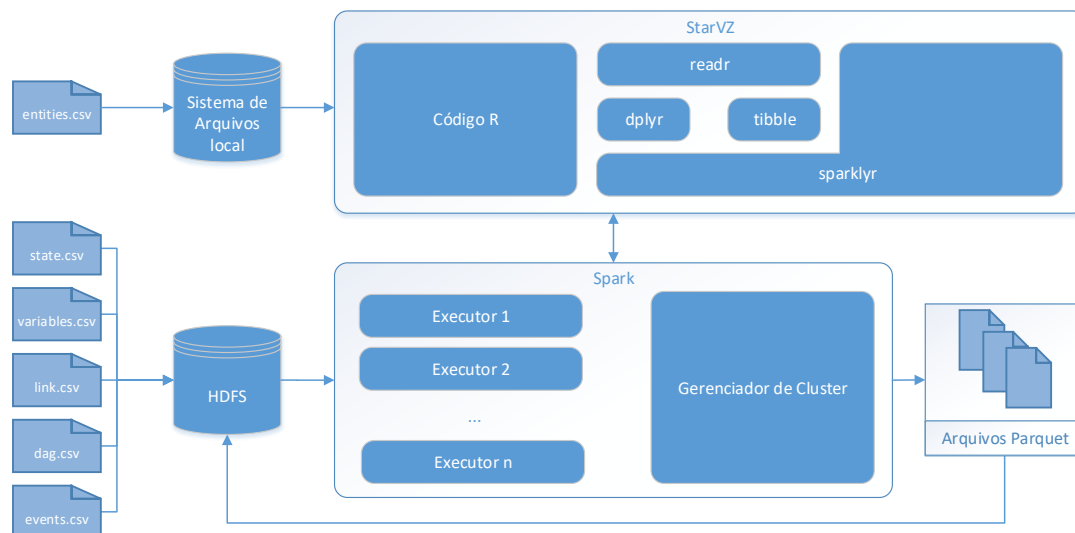 StarVZ
entities.csv
Sistema de
Arquivos
local
Código R
readr
dplyr
tibble
sparklyr
state.csv
variables.csv
link.csv
dag.csv
events.csv
HDFS
Spark
Executor 1
Executor 2
...
Executor n
Gerenciador de Cluster
Arquivos Parquet